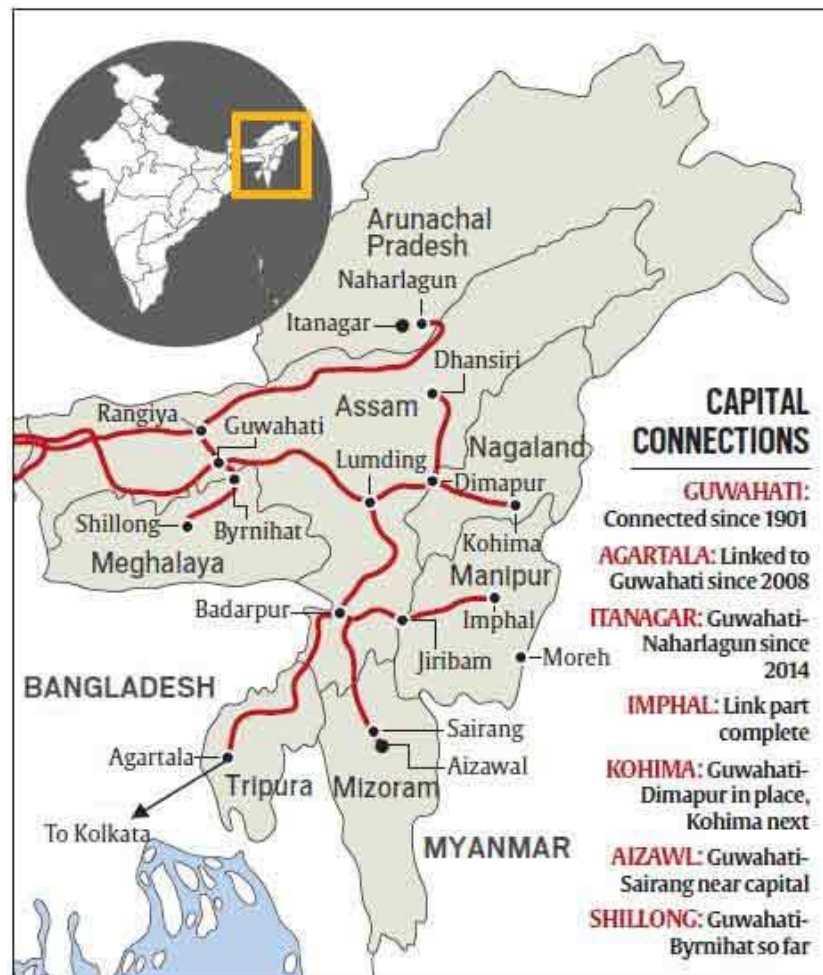 Arunachal
Pradesh
Naharlagun
Itanagar
Dhansiri
Assam
Rangiya
Guwahati
Nagaland
Lumding
Dimapur
Shillong
Byrnihat
Kohima
Meghalaya
Manipur
Badarpur
Imphal
Jiribam
Moreh
BANGLADESH
Sairang
Agartala
Aizawal
Tripura
Mizoram
To Kolkata
MYANMAR
CAPITAL
CONNECTIONS
GUWAHATI:
Connected since 1901
AGARTALA: Linked to
Guwahati since 2008
ITANAGAR: Guwahati-
Naharlagun since
2014
IMPHAL: Link part
complete
KOHIMA: Guwahati-
Dimapur in place,
Kohima next
AIZAWL: Guwahati-
Sairang near capital
SHILLONG: Guwahati-
Byrnihat so far